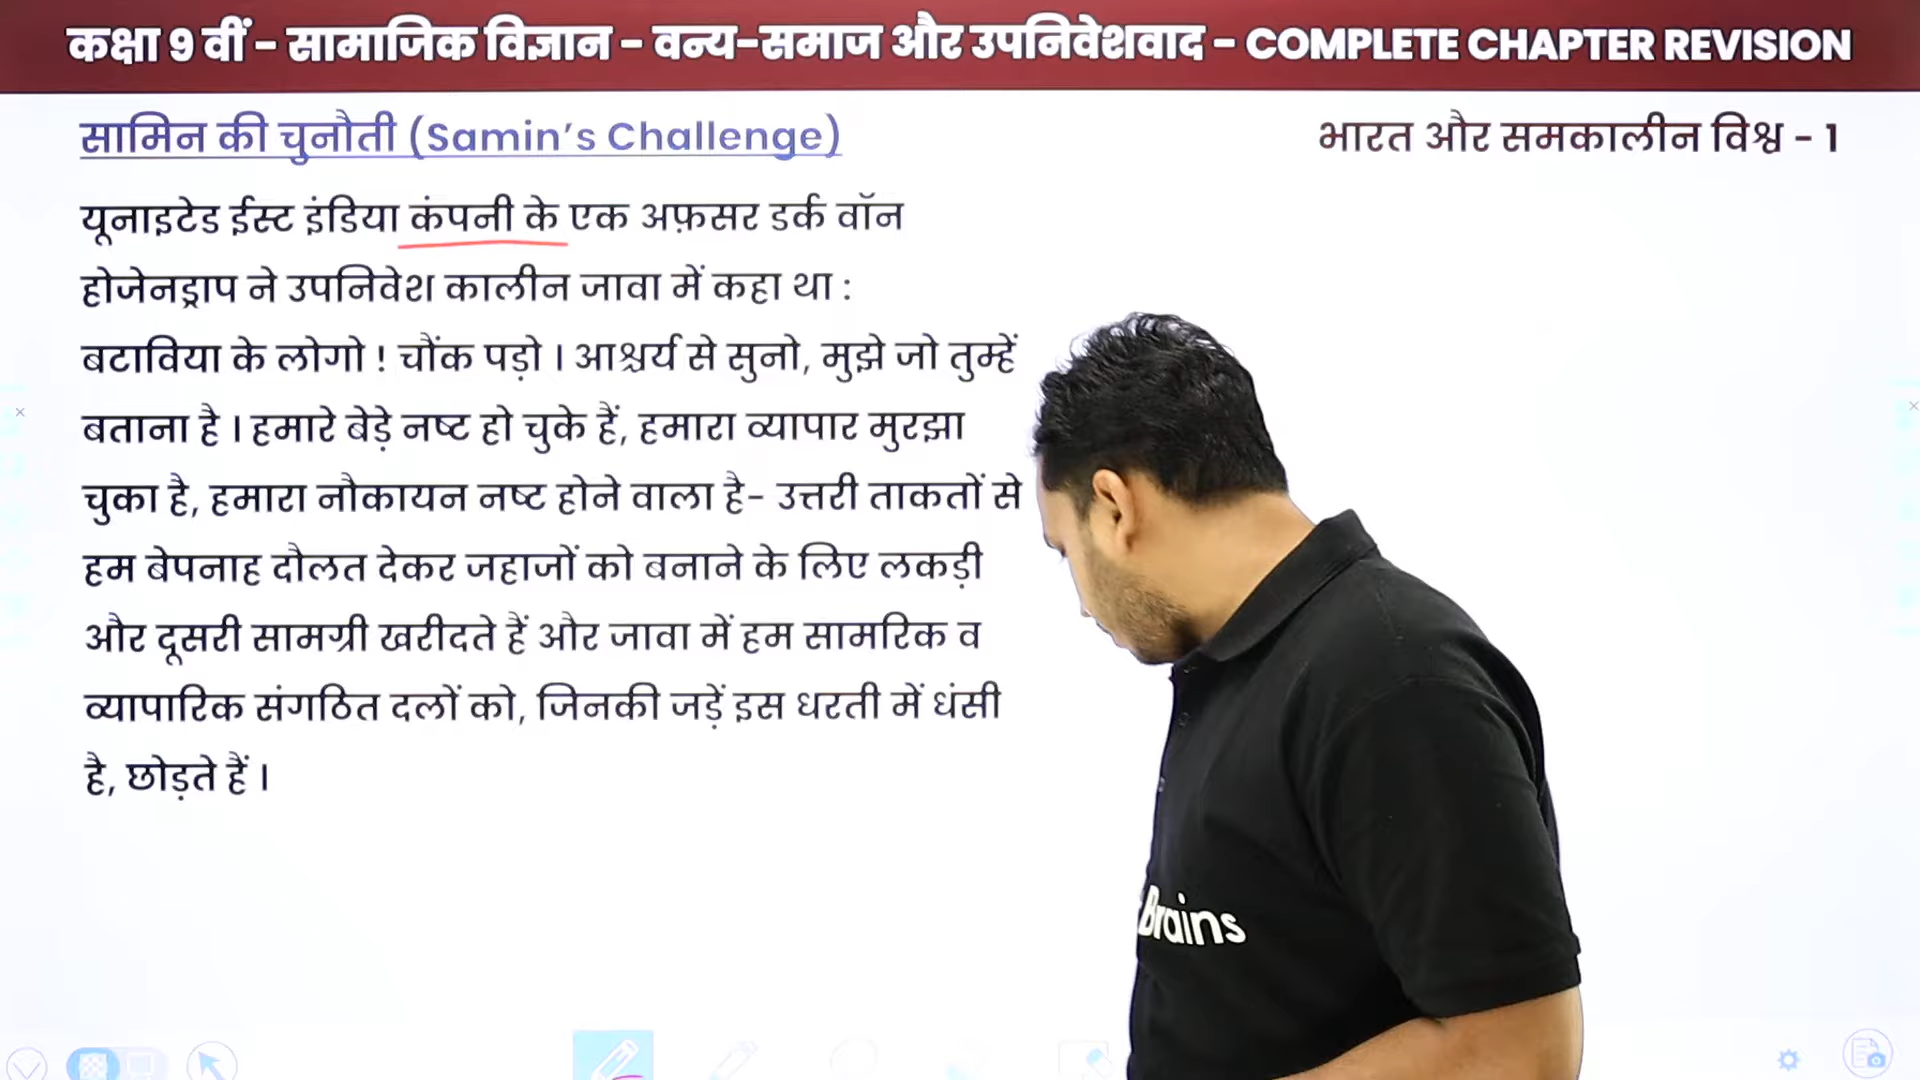 कक्षा 9 वीं - सामाजिक विज्ञान - वन्य-समाज और उपनिवेशवाद - COMPLETE CHAPTER REVISION
सामिन की चुनौती (Samin's Challenge)
भारत और समकालीन विश्व - 1
यूनाइटेड ईस्ट इंडिया कंपनी के एक अफ़सर डर्क वॉन
होजेनड्राप ने उपनिवेश कालीन जावा में कहा था :
बटाविया के लोगो ! चौंक पड़ो । आश्चर्य से सुनो, मुझे जो तुम्हें
बताना है । हमारे बेड़े नष्ट हो चुके हैं, हमारा व्यापार मुरझा
चुका है, हमारा नौकायन नष्ट होने वाला है- उत्तरी ताकतों से
हम बेपनाह दौलत देकर जहाजों को बनाने के लिए लकड़ी
और दूसरी सामग्री खरीदते हैं और जावा में हम सामरिक व
व्यापारिक संगठित दलों को, जिनकी जड़ें इस धरती में धंसी
है, छोड़ते हैं ।
Brains